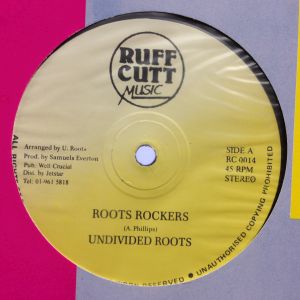 RUFF
CUTT
MUSIC
Arranged by U. Roots
Prod. by Samuels Everton
Pub: Well Crucial
Dist. by Jetstar
Tel: 01-961 5818
SIDE A
RC 0014
45 RPM
STEREO
ROOTS ROCKERS
(A. Phillips)
UNDIVIDED ROOTS
ALL RESERVED ● UNAUTHORISED COPYING PROHIBITED